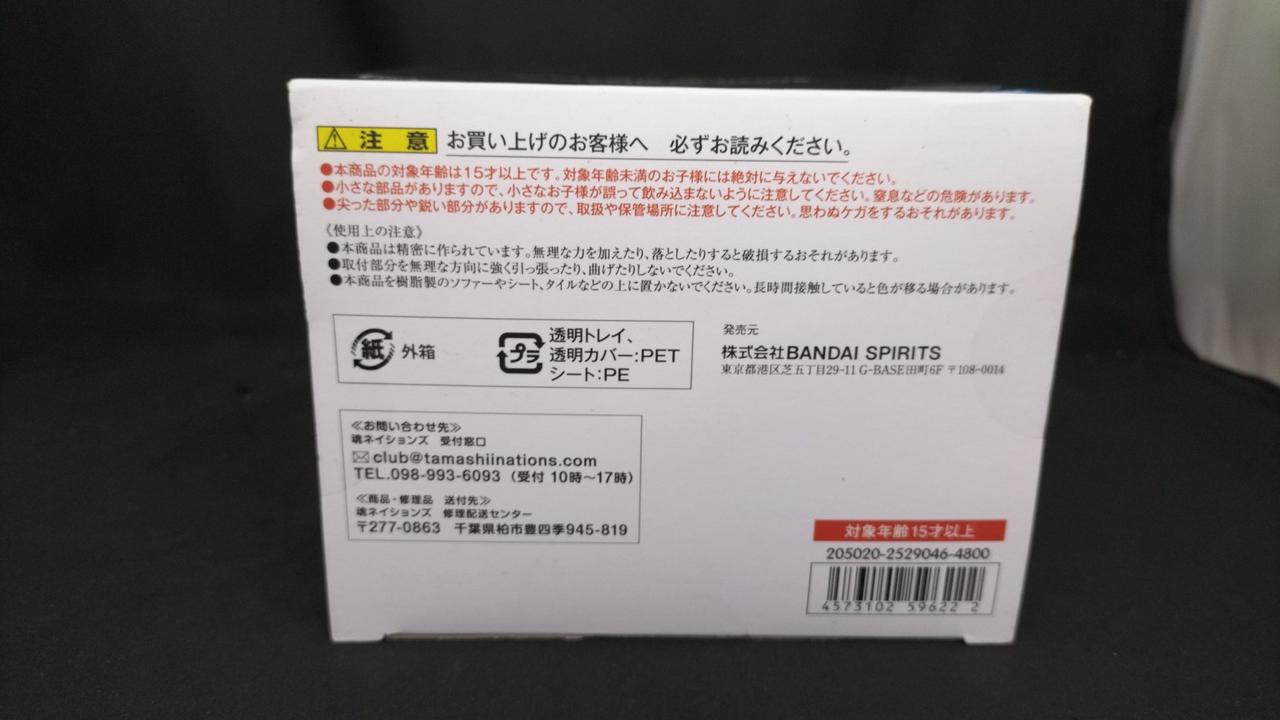 注意 お買い上げのお客様へ 必ずお読みください。
●本商品の対象年齢は15才以上です。対象年齢未満のお子様には絶対に与えないでください。
●小さな部品がありますので、小さなお子様が誤って飲み込まないように注意してください。窒息などの危険があります。
●尖った部分や鋭い部分がありますので、取扱や保管場所に注意してください。思わぬケガをするおそれがあります。
《使用上の注意》
●本商品は精密に作られています。無理な力を加えたり、落としたりすると破損するおそれがあります。
●取付部分を無理な方向に強く引っ張ったり、曲げたりしないでください。
●本商品を樹脂製のソファーやシート、タイルなどの上に置かないでください。長時間接触していると色が移る場合があります。
紙 外箱
プラ 透明トレイ、
透明カバー:PET
シート:PE
発売元
株式会社BANDAI SPIRITS
東京都港区芝五丁目29-11 G-BASE田町6F 〒108-0014
≪お問い合わせ先≫
魂ネイションズ 受付窓口
club@tamashiinations.com
TEL.098-993-6093（受付 10時〜17時）
≪商品・修理品 送付先≫
魂ネイションズ 修理配送センター
〒277-0863 千葉県柏市豊四季945-819
対象年齢15才以上
205020-2529046-4800
4573102 59622 2